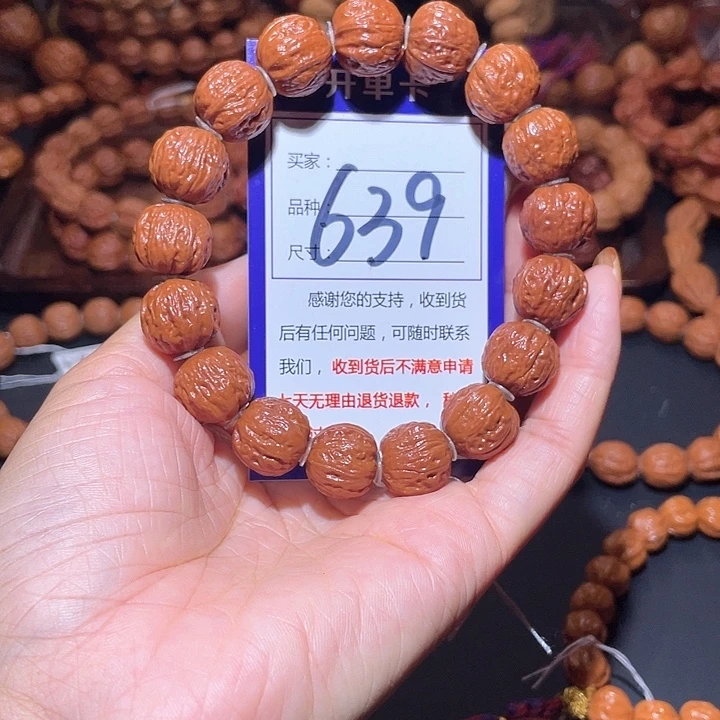 开单卡
买家：
品种：
尺寸：
639
感谢您的支持，收到货
后有任何问题，可随时联系
我们，收到货后不满意申请
七天无理由退货退款，